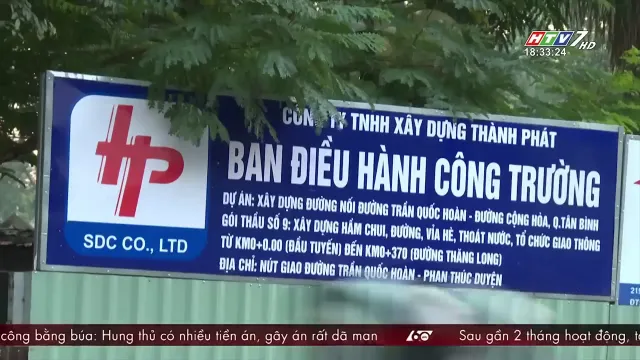 HTV7 HD
18:33:24
CÔNG TY TNHH XÂY DỰNG THÀNH PHÁT
BAN ĐIỀU HÀNH CÔNG TRƯỜNG
DỰ ÁN: XÂY DỰNG ĐƯỜNG NỐI ĐƯỜNG TRẦN QUỐC HOÀN - ĐƯỜNG CỘNG HÒA, Q.TÂN BÌNH
GÓI THẦU SỐ 9: XÂY DỰNG HẦM CHUI, ĐƯỜNG, VỈA HÈ, THOÁT NƯỚC, TỔ CHỨC GIAO THÔNG
TỪ KM0+0.00 (ĐẦU TUYẾN) ĐẾN KM0+370 (ĐƯỜNG THĂNG LONG)
ĐỊA CHỈ: NÚT GIAO ĐƯỜNG TRẦN QUỐC HOÀN - PHAN THÚC DUYỆN
HP
SDC CO., LTD
công bằng búa: Hung thủ có nhiều tiền án, gây án rất dã man
60
Sau gần 2 tháng hoạt động, t